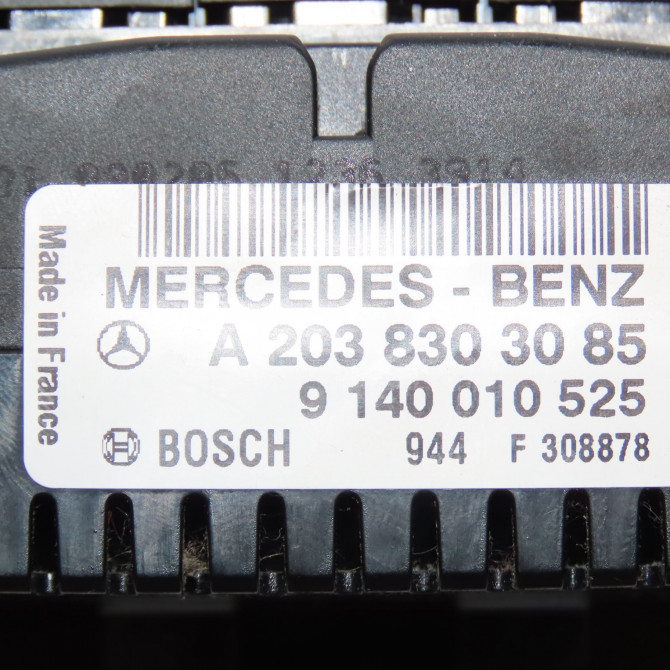 MERCEDES - BENZ
A 203 830 30 85
9 140 010 525
BOSCH 944 F 308878
Made in France